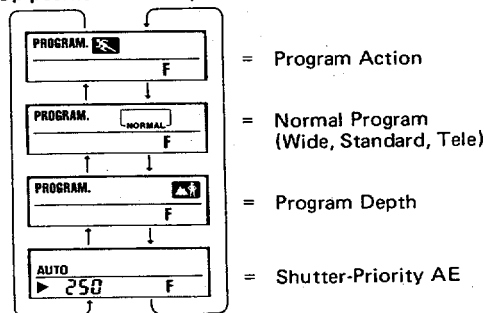 PROGRAM.
F
= Program Action
PROGRAM.
NORMAL
F
= Normal Program
(Wide, Standard, Tele)
PROGRAM.
F
= Program Depth
AUTO
▶ 250 F
= Shutter-Priority AE